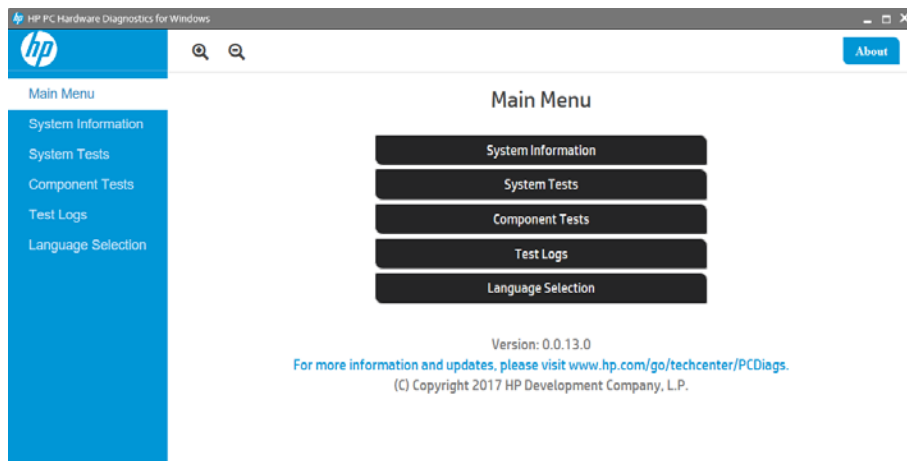 HP PC Hardware Diagnostics for Windows
hp
About
Main Menu
System Information
System Tests
Component Tests
Test Logs
Language Selection
Main Menu
System Information
System Tests
Component Tests
Test Logs
Language Selection
Version: 0.0.13.0
For more information and updates, please visit www.hp.com/go/techcenter/PCDiags.
(C) Copyright 2017 HP Development Company, L.P.